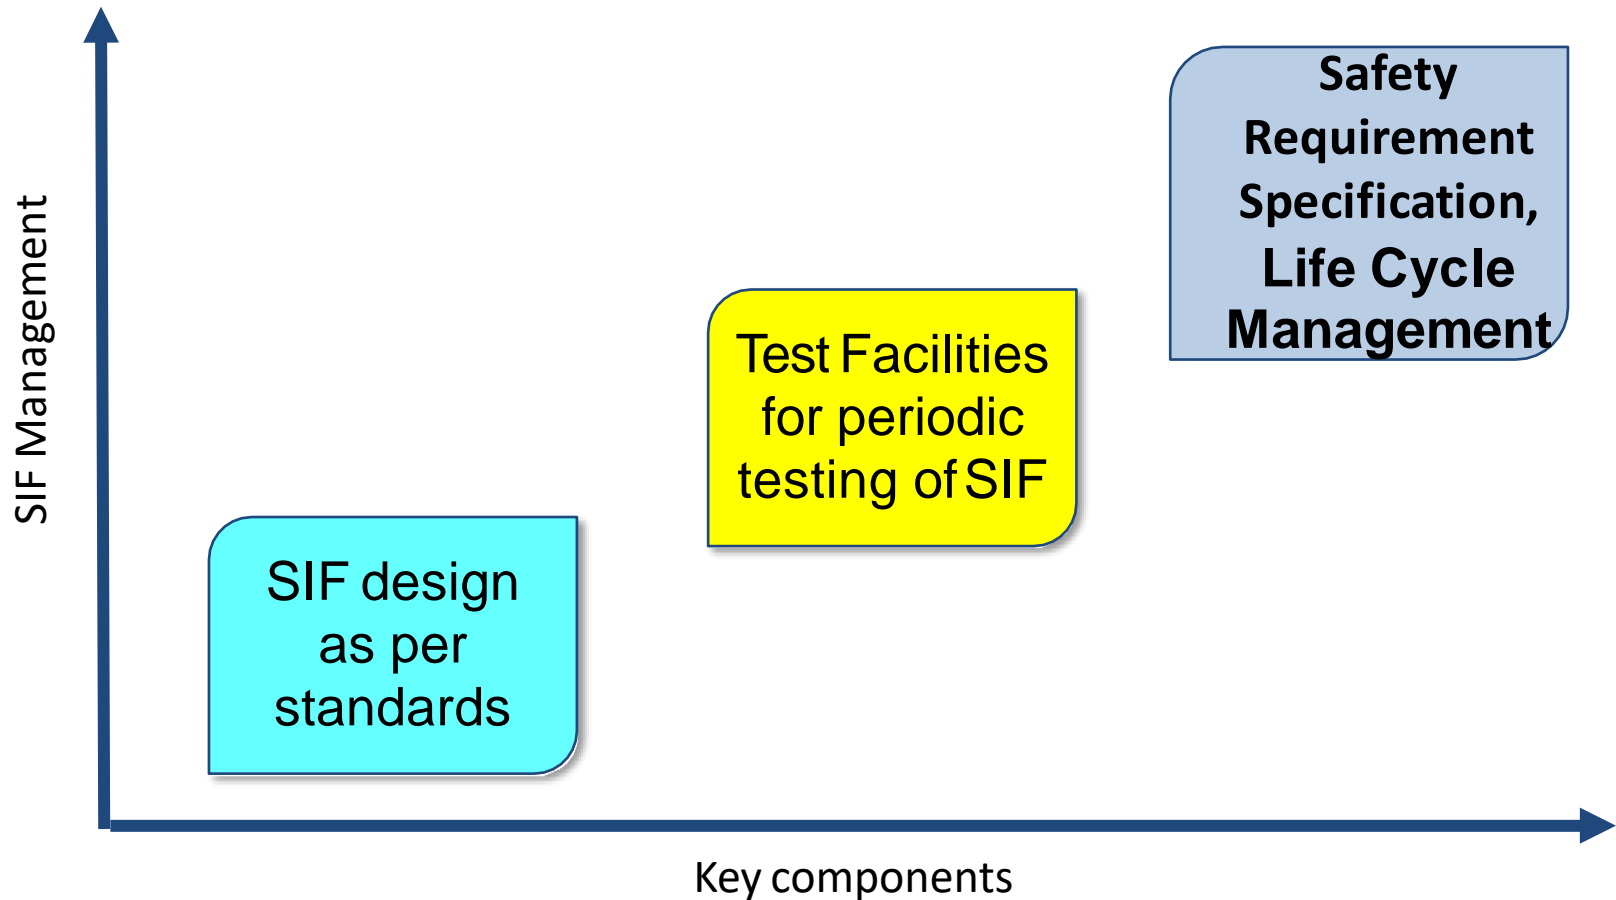 SIF Management
Safety
Requirement
Specification,
Life Cycle
Management
Test Facilities
for periodic
testing of SIF
SIF design
as per
standards
Key components